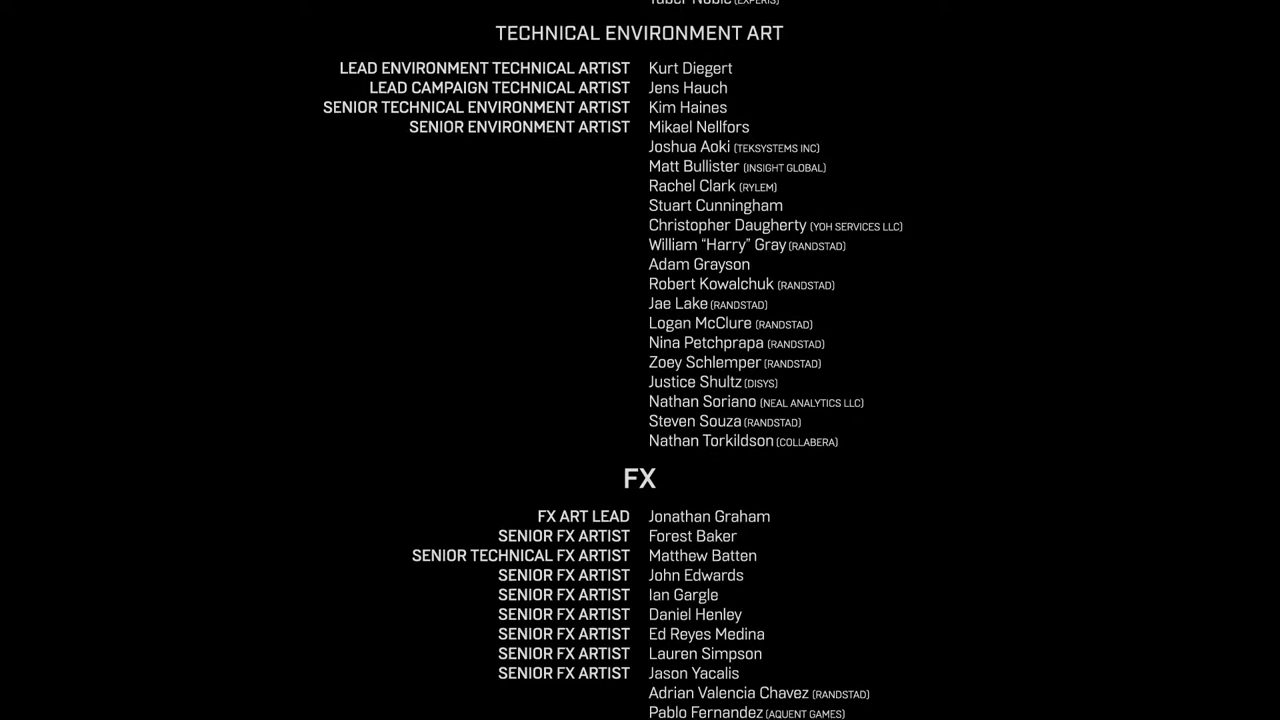 Yaber Noble (EXPERIS)
TECHNICAL ENVIRONMENT ART
LEAD ENVIRONMENT TECHNICAL ARTIST Kurt Diegert
LEAD CAMPAIGN TECHNICAL ARTIST Jens Hauch
SENIOR TECHNICAL ENVIRONMENT ARTIST Kim Haines
SENIOR ENVIRONMENT ARTIST Mikael Nellfors
Joshua Aoki (TEKSYSTEMS INC)
Matt Bullister (INSIGHT GLOBAL)
Rachel Clark (RYLEM)
Stuart Cunningham
Christopher Daugherty (YOH SERVICES LLC)
William “Harry” Gray (RANDSTAD)
Adam Grayson
Robert Kowalchuk (RANDSTAD)
Jae Lake (RANDSTAD)
Logan McClure (RANDSTAD)
Nina Petchprapa (RANDSTAD)
Zoey Schlemper (RANDSTAD)
Justice Shultz (DISYS)
Nathan Soriano (NEAL ANALYTICS LLC)
Steven Souza (RANDSTAD)
Nathan Torkildson (COLLABERA)
FX
FX ART LEAD Jonathan Graham
SENIOR FX ARTIST Forest Baker
SENIOR TECHNICAL FX ARTIST Matthew Batten
SENIOR FX ARTIST John Edwards
SENIOR FX ARTIST Ian Gargle
SENIOR FX ARTIST Daniel Henley
SENIOR FX ARTIST Ed Reyes Medina
SENIOR FX ARTIST Lauren Simpson
SENIOR FX ARTIST Jason Yacalis
Adrian Valencia Chavez (RANDSTAD)
Pablo Fernandez (AQUENT GAMES)